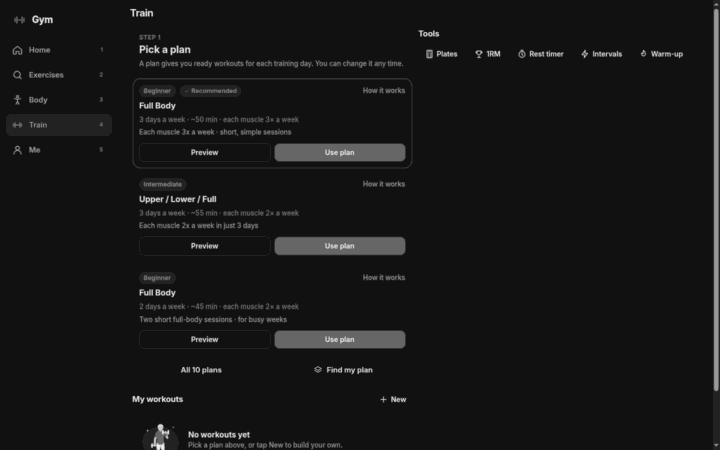 Gym
Home 1
Exercises 2
Body 3
Train 4
Me 5
Train
STEP 1
Pick a plan
A plan gives you ready workouts for each training day. You can change it any time.
Beginner ✓ Recommended How it works
Full Body
3 days a week · ~50 min · each muscle 3× a week
Each muscle 3x a week · short, simple sessions
Preview Use plan
Intermediate How it works
Upper / Lower / Full
3 days a week · ~55 min · each muscle 2× a week
Each muscle 2x a week in just 3 days
Preview Use plan
Beginner How it works
Full Body
2 days a week · ~45 min · each muscle 2× a week
Two short full-body sessions · for busy weeks
Preview Use plan
All 10 plans Find my plan
My workouts + New
No workouts yet
Pick a plan above, or tap New to build your own.
Tools
Plates 1RM Rest timer Intervals Warm-up